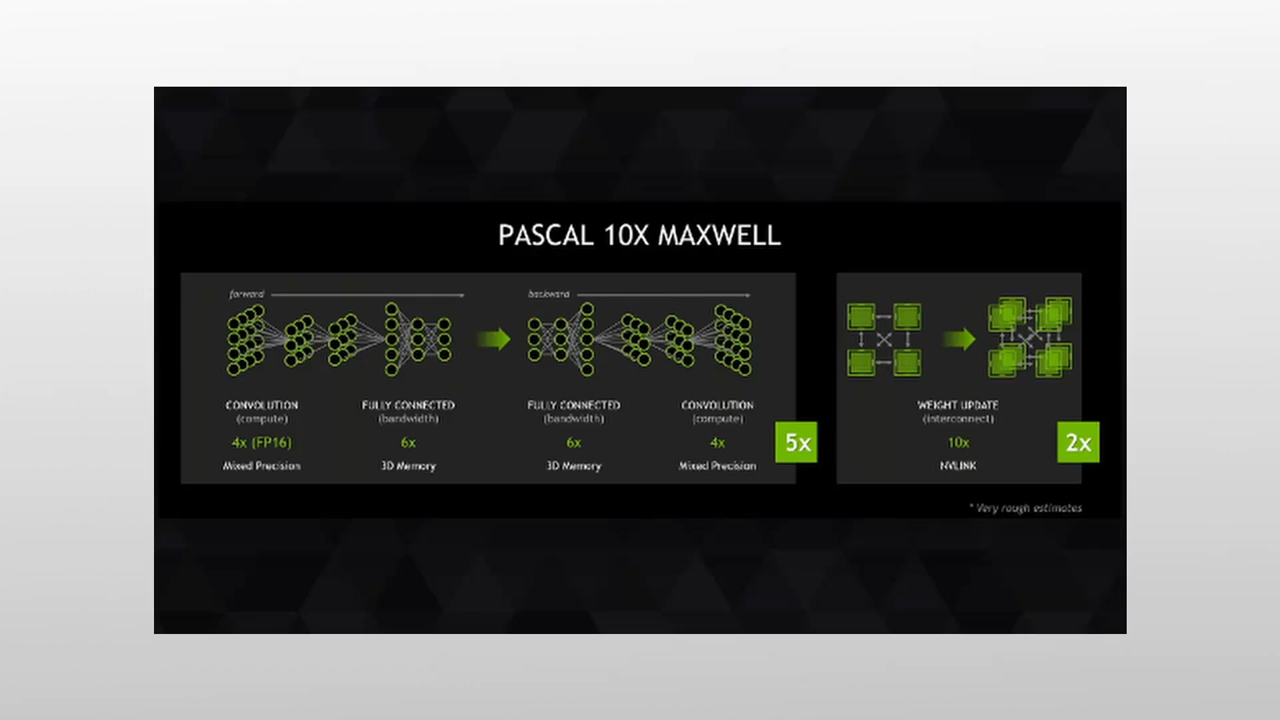 PASCAL 10X MAXWELL
forward
backward
CONVOLUTION
(compute)
4x (FP16)
Mixed Precision
FULLY CONNECTED
(bandwidth)
6x
3D Memory
FULLY CONNECTED
(bandwidth)
6x
3D Memory
CONVOLUTION
(compute)
4x
Mixed Precision
5x
WEIGHT UPDATE
(interconnect)
10x
NVLINK
2x
* Very rough estimates